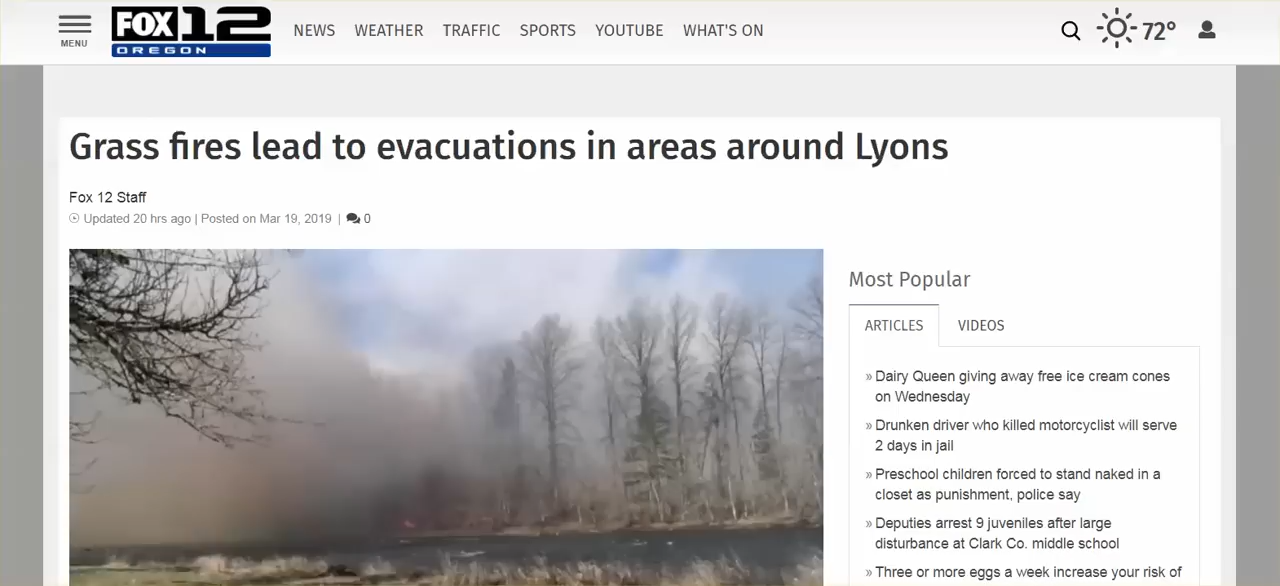 MENU
FOX 12
OREGON
NEWS WEATHER TRAFFIC SPORTS YOUTUBE WHAT'S ON
72°
Grass fires lead to evacuations in areas around Lyons
Fox 12 Staff
Updated 20 hrs ago | Posted on Mar 19, 2019 | 0
Most Popular
ARTICLES VIDEOS
» Dairy Queen giving away free ice cream cones
on Wednesday
» Drunken driver who killed motorcyclist will serve
2 days in jail
» Preschool children forced to stand naked in a
closet as punishment, police say
» Deputies arrest 9 juveniles after large
disturbance at Clark Co. middle school
» Three or more eggs a week increase your risk of